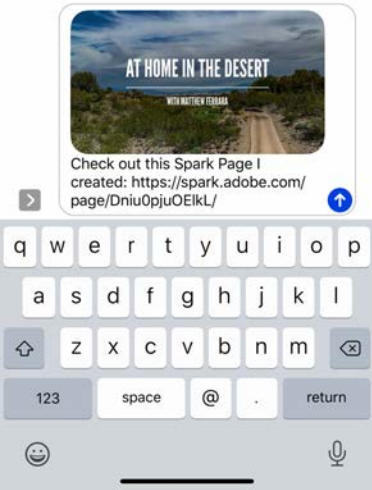 AT HOME IN THE DESERT
WITH MATTHEW FERRARA
Check out this Spark Page I
created: https://spark.adobe.com/
page/Dniu0pjuOElkL/
q w e r t y u i o p
a s d f g h j k l
z x c v b n m
123 space @ . return